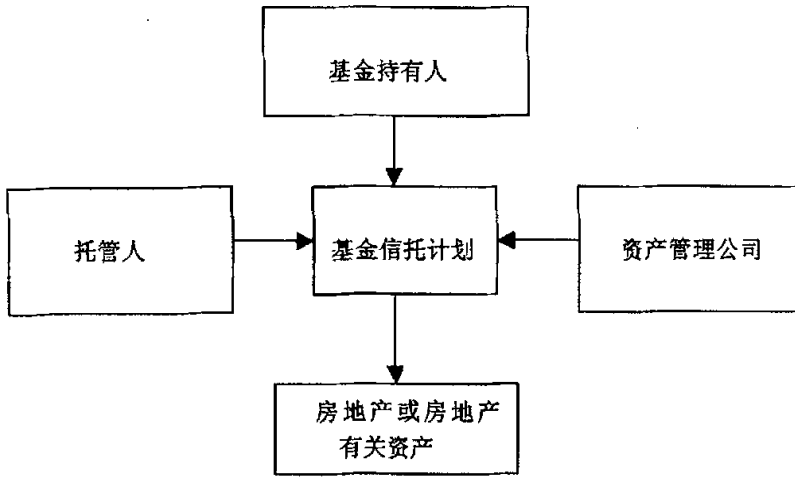 基金持有人
托管人
基金信托计划
资产管理公司
房地产或房地产
有关资产